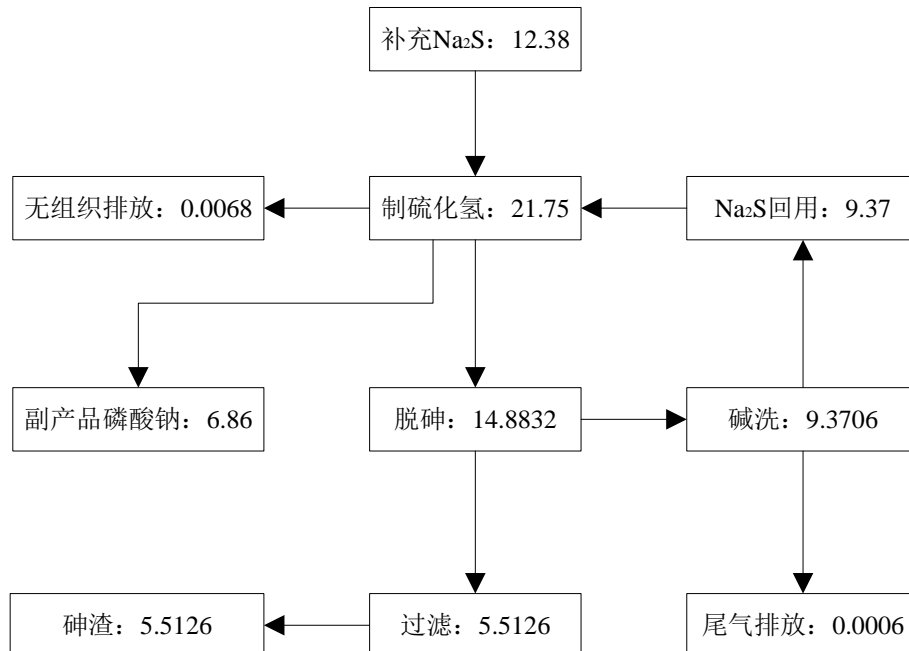 补充Na₂S：12.38
无组织排放：0.0068
制硫化氢：21.75
Na₂S回用：9.37
副产品磷酸钠：6.86
脱砷：14.8832
碱洗：9.3706
砷渣：5.5126
过滤：5.5126
尾气排放：0.0006